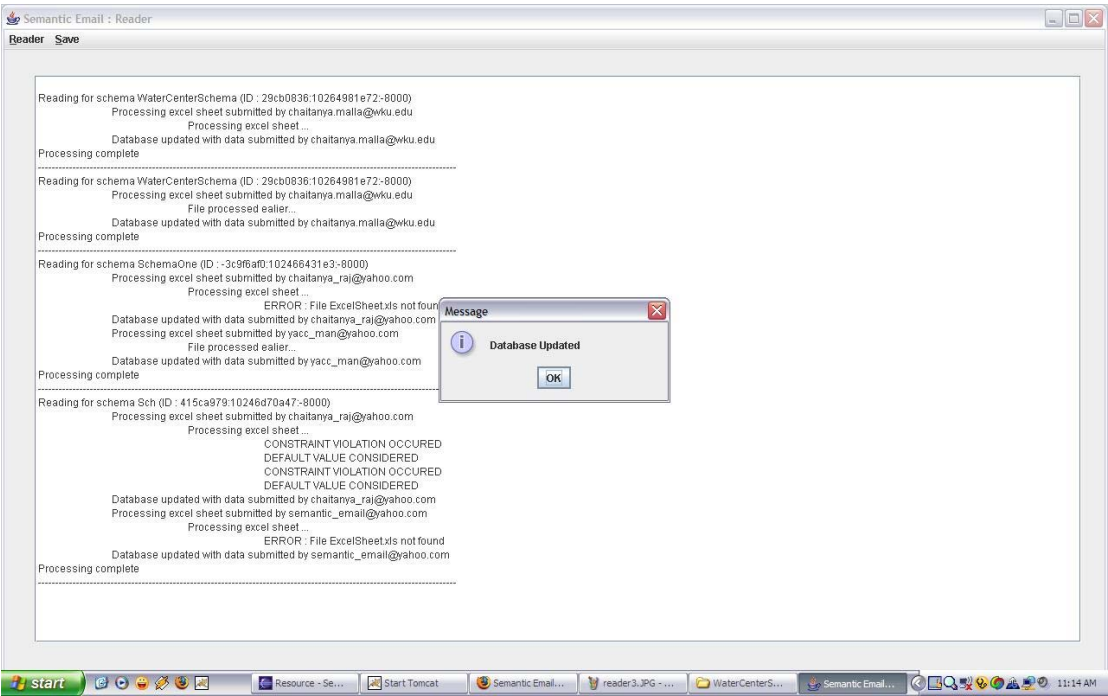 Semantic Email : Reader
Reader Save
Reading for schema WaterCenterSchema (ID : 29cb0836:10264981e72:-8000)
Processing excel sheet submitted by chaitanya.malla@wku.edu
Processing excel sheet ...
Database updated with data submitted by chaitanya.malla@wku.edu
Processing complete
Reading for schema WaterCenterSchema (ID : 29cb0836:10264981e72:-8000)
Processing excel sheet submitted by chaitanya.malla@wku.edu
File processed ealier...
Database updated with data submitted by chaitanya.malla@wku.edu
Processing complete
Reading for schema SchemaOne (ID : -3c9f6af0:102466431e3:-8000)
Processing excel sheet submitted by chaitanya_raj@yahoo.com
Processing excel sheet ...
ERROR : File ExcelSheet.xls not foun
Database updated with data submitted by chaitanya_raj@yahoo.com
Processing excel sheet submitted by yacc_man@yahoo.com
File processed ealier...
Database updated with data submitted by yacc_man@yahoo.com
Processing complete
Message
Database Updated
OK
Reading for schema Sch (ID : 415ca979:10246d70a47:-8000)
Processing excel sheet submitted by chaitanya_raj@yahoo.com
Processing excel sheet ...
CONSTRAINT VIOLATION OCCURED
DEFAULT VALUE CONSIDERED
CONSTRAINT VIOLATION OCCURED
DEFAULT VALUE CONSIDERED
Database updated with data submitted by chaitanya_raj@yahoo.com
Processing excel sheet submitted by semantic_email@yahoo.com
Processing excel sheet ...
ERROR : File ExcelSheet.xls not found
Database updated with data submitted by semantic_email@yahoo.com
Processing complete
start Resource - Se... Start Tomcat Semantic Email... reader3.JPG - ... WaterCenterS... Semantic Email... 11:14 AM